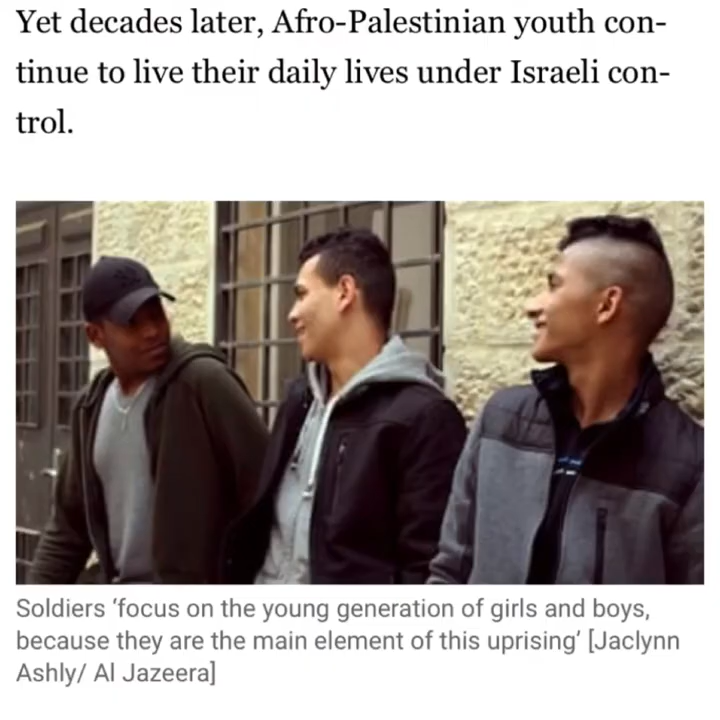 Yet decades later, Afro-Palestinian youth con-
tinue to live their daily lives under Israeli con-
trol.
Soldiers ‘focus on the young generation of girls and boys,
because they are the main element of this uprising’ [Jaclynn
Ashly/ Al Jazeera]